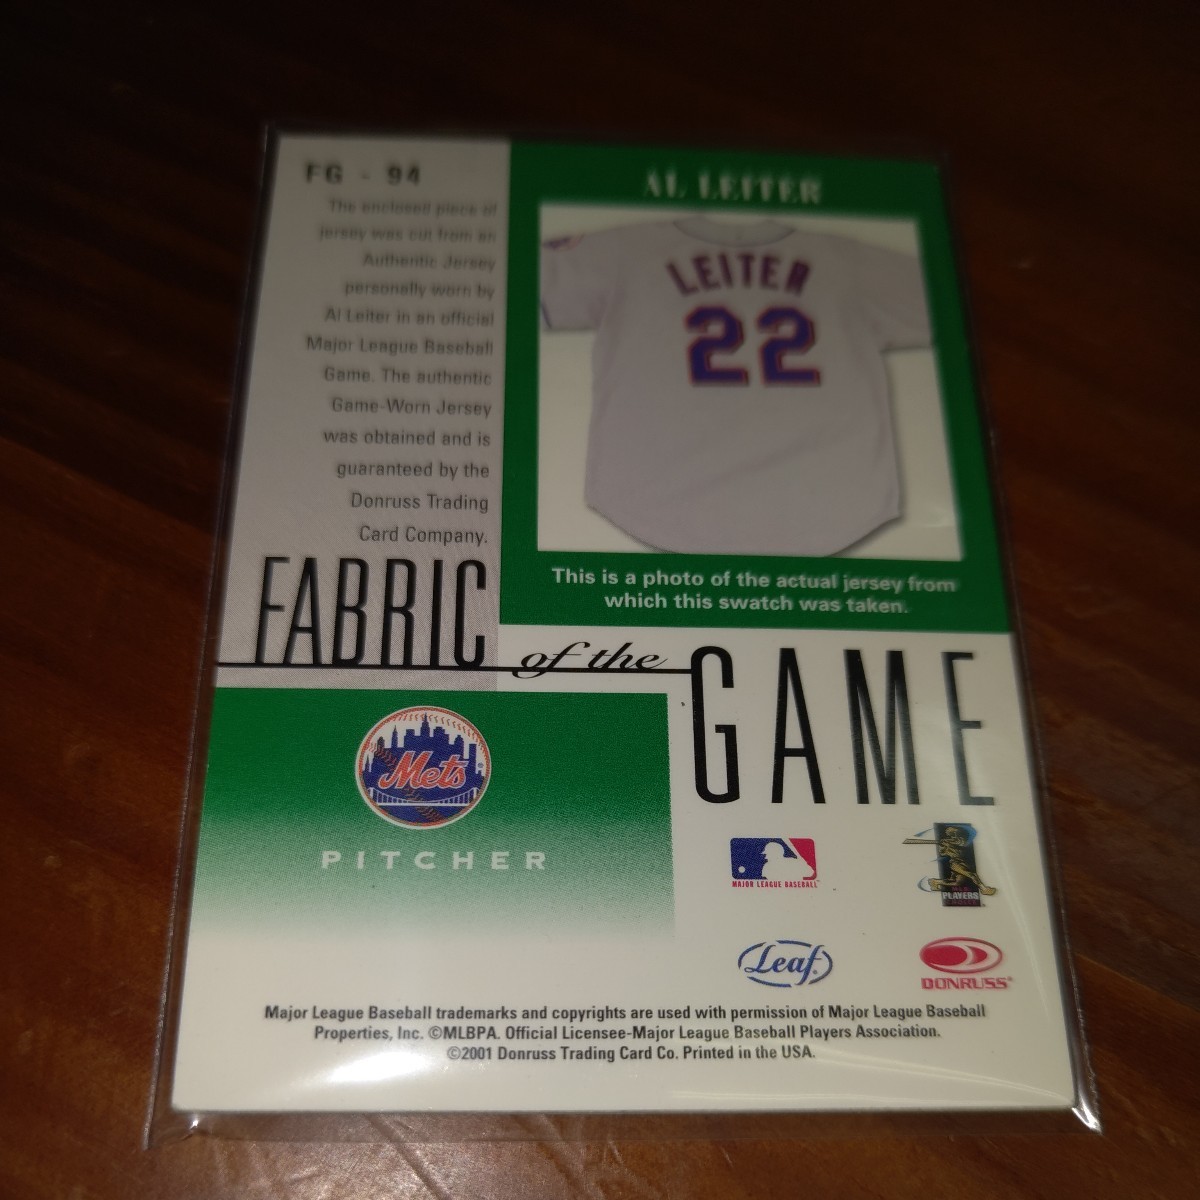 FG - 94
The enclosed piece of
jersey was cut from an
Authentic Jersey
personally worn by
Al Leiter in an official
Major League Baseball
Game. The authentic
Game-Worn Jersey
was obtained and is
guaranteed by the
Donruss Trading
Card Company.
AL LEITER
LEITER
22
This is a photo of the actual jersey from
which this swatch was taken.
FABRIC of the GAME
Mets
PITCHER
MAJOR LEAGUE BASEBALL
PLAYERS
Leaf
DONRUSS
Major League Baseball trademarks and copyrights are used with permission of Major League Baseball
Properties, Inc. ©MLBPA. Official Licensee-Major League Baseball Players Association.
©2001 Donruss Trading Card Co. Printed in the USA.